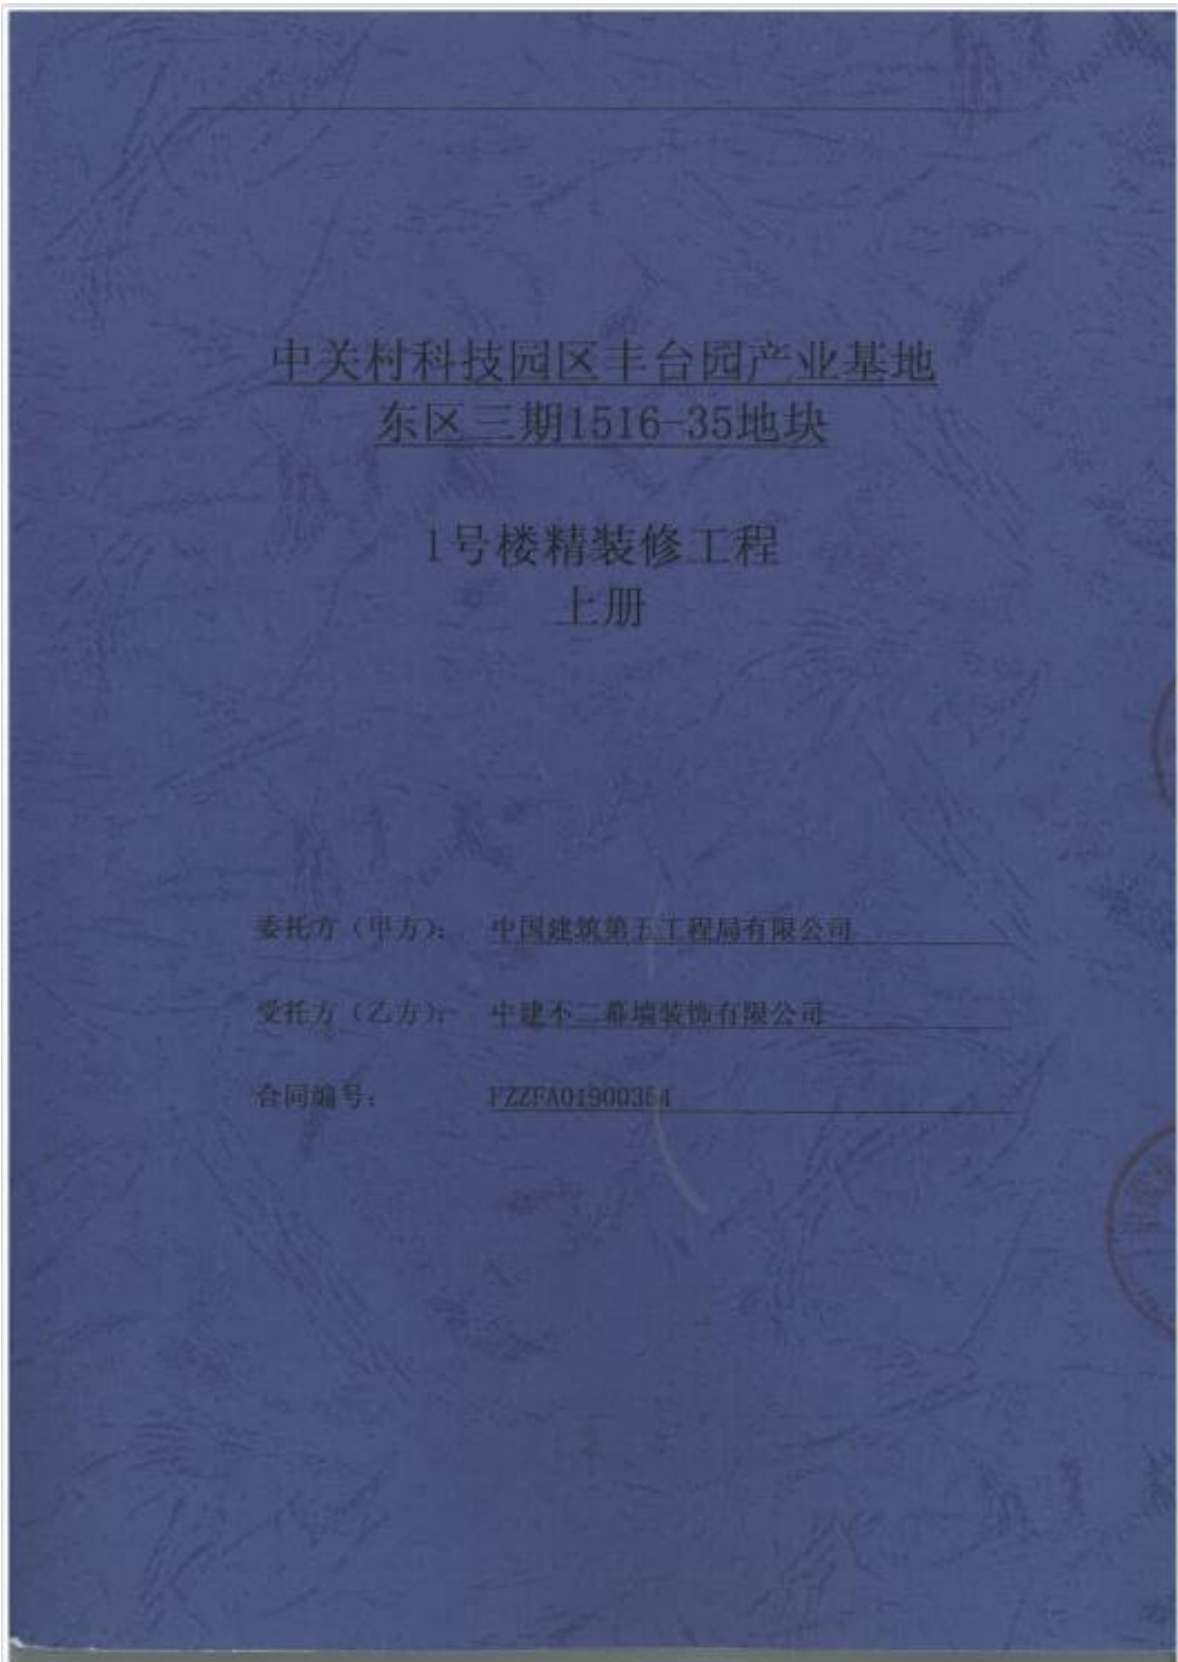 中关村科技园区丰台园产业基地
东区三期1516-35地块
1号楼精装修工程
上册
委托方（甲方）： 中国建筑第五工程局有限公司
受托方（乙方）： 中建不二幕墙装饰有限公司
合同编号： FZZFA01900354